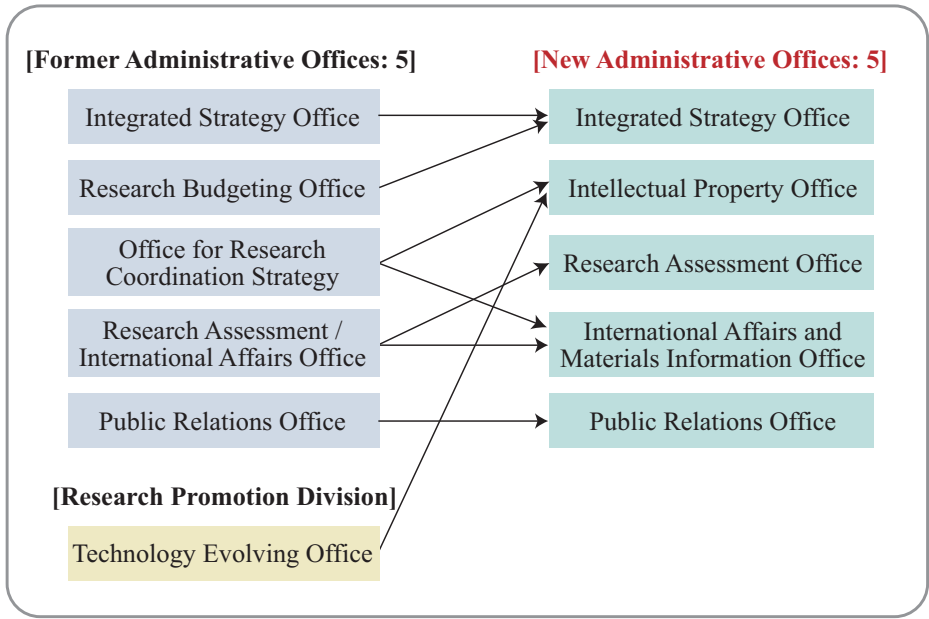 [Former Administrative Offices: 5]
Integrated Strategy Office
Research Budgeting Office
Office for Research
Coordination Strategy
Research Assessment /
International Affairs Office
Public Relations Office
[Research Promotion Division]
Technology Evolving Office
[New Administrative Offices: 5]
Integrated Strategy Office
Intellectual Property Office
Research Assessment Office
International Affairs and
Materials Information Office
Public Relations Office